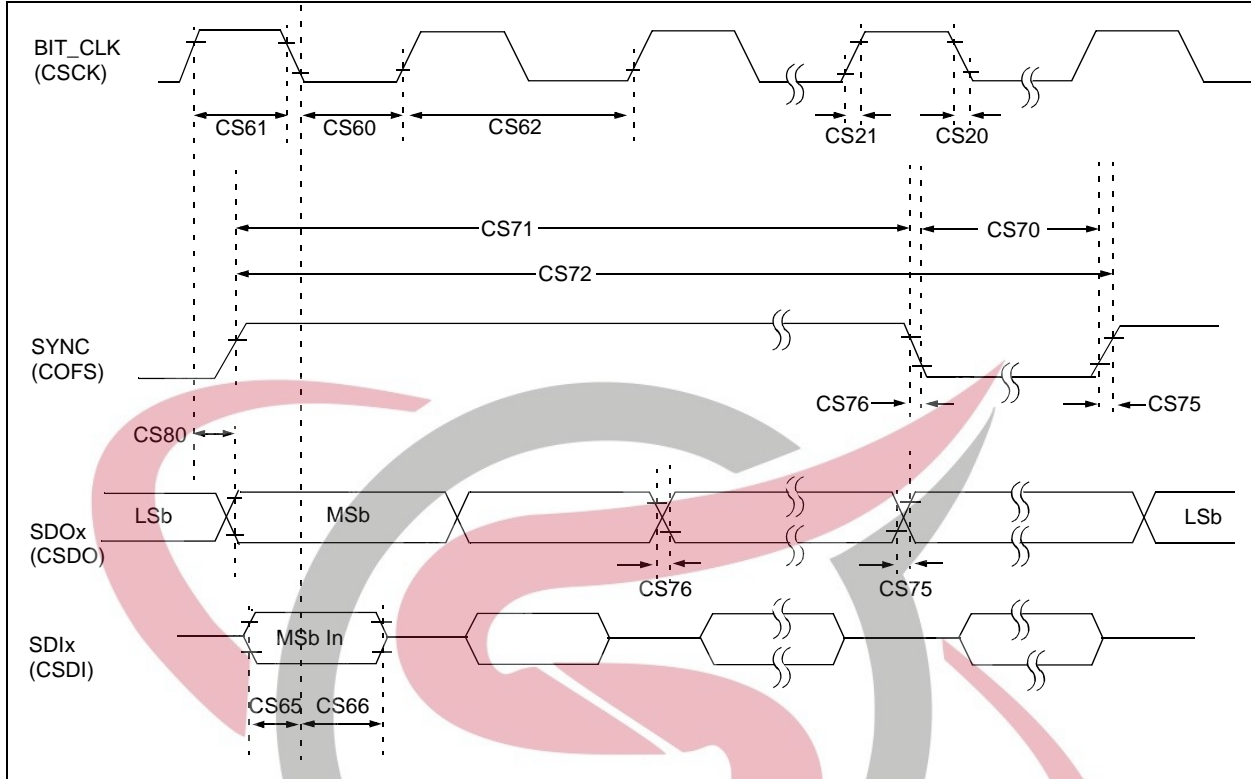 BIT_CLK
(CSCK)
CS61
CS60
CS62
CS21
CS20
CS71
CS70
CS72
SYNC
(COFS)
CS76
CS75
CS80
SDOx
(CSDO)
LSb
MSb
LSb
CS76
CS75
SDIx
(CSDI)
MSb In
CS65
CS66